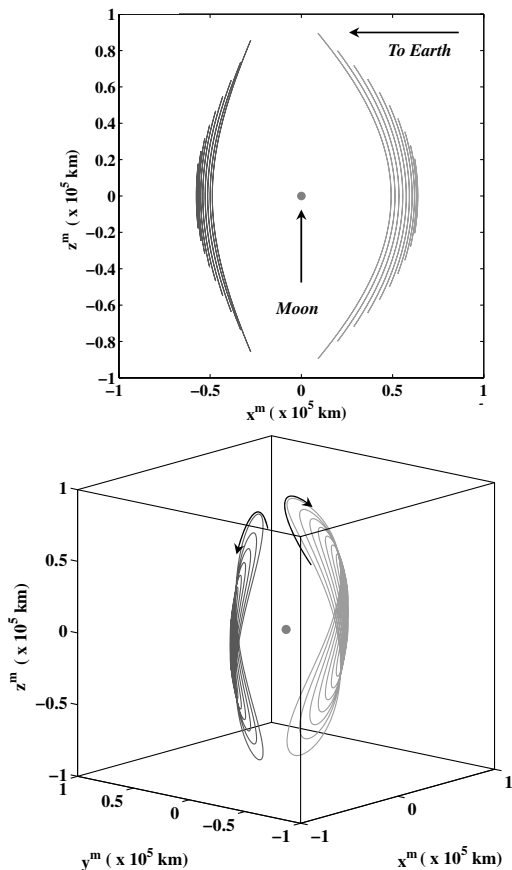 1
0.8
0.6
0.4
0.2
0
−0.2
−0.4
−0.6
−0.8
−1
z^m ( x 10^5 km)
To Earth
Moon
−1 −0.5 0 0.5 1
x^m ( x 10^5 km)
1
0.5
0
−0.5
−1
z^m ( x 10^5 km)
1 0.5 0 −0.5 −1
−1 0 1
y^m ( x 10^5 km) x^m ( x 10^5 km)